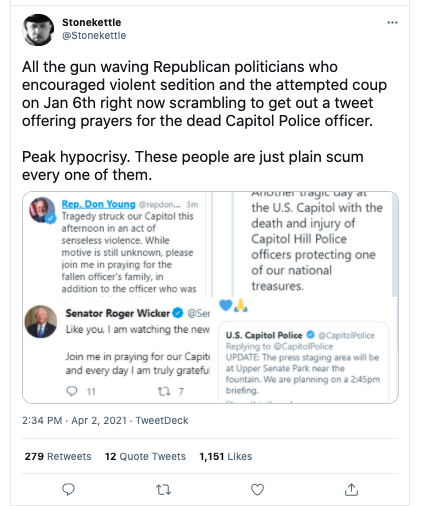 Stonekettle
@Stonekettle
All the gun waving Republican politicians who
encouraged violent sedition and the attempted coup
on Jan 6th right now scrambling to get out a tweet
offering prayers for the dead Capitol Police officer.
Peak hypocrisy. These people are just plain scum
every one of them.
Rep. Don Young @repdon... 3m
Tragedy struck our Capitol this
afternoon in an act of
senseless violence. While
motive is still unknown, please
join me in praying for the
fallen officer's family, in
addition to the officer who was
Another tragic day at
the U.S. Capitol with the
death and injury of
Capitol Hill Police
officers protecting one
of our national
treasures.
Senator Roger Wicker @Se
Like you, I am watching the new
Join me in praying for our Capit
and every day I am truly grateful
11 7
U.S. Capitol Police @CapitolPolice
Replying to @CapitolPolice
UPDATE: The press staging area will be
at Upper Senate Park near the
fountain. We are planning on a 2:45pm
briefing.
2:34 PM · Apr 2, 2021 · TweetDeck
279 Retweets 12 Quote Tweets 1,151 Likes